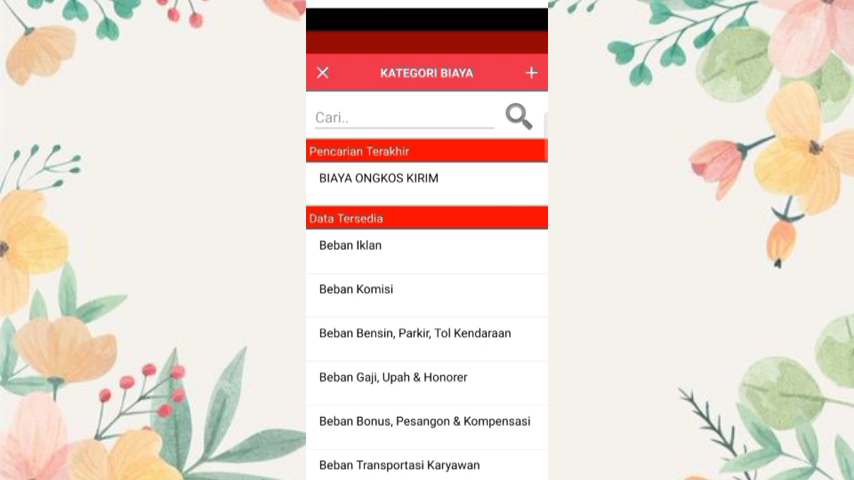 KATEGORI BIAYA
Cari..
Pencarian Terakhir
BIAYA ONGKOS KIRIM
Data Tersedia
Beban Iklan
Beban Komisi
Beban Bensin, Parkir, Tol Kendaraan
Beban Gaji, Upah & Honorer
Beban Bonus, Pesangon & Kompensasi
Beban Transportasi Karyawan